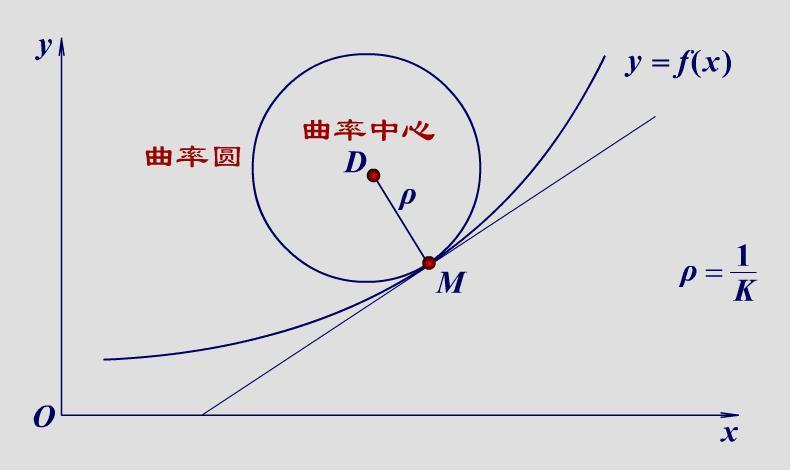 y
y = f(x)
曲率中心
曲率圆
D
ρ
M
ρ = 1/K
O
x